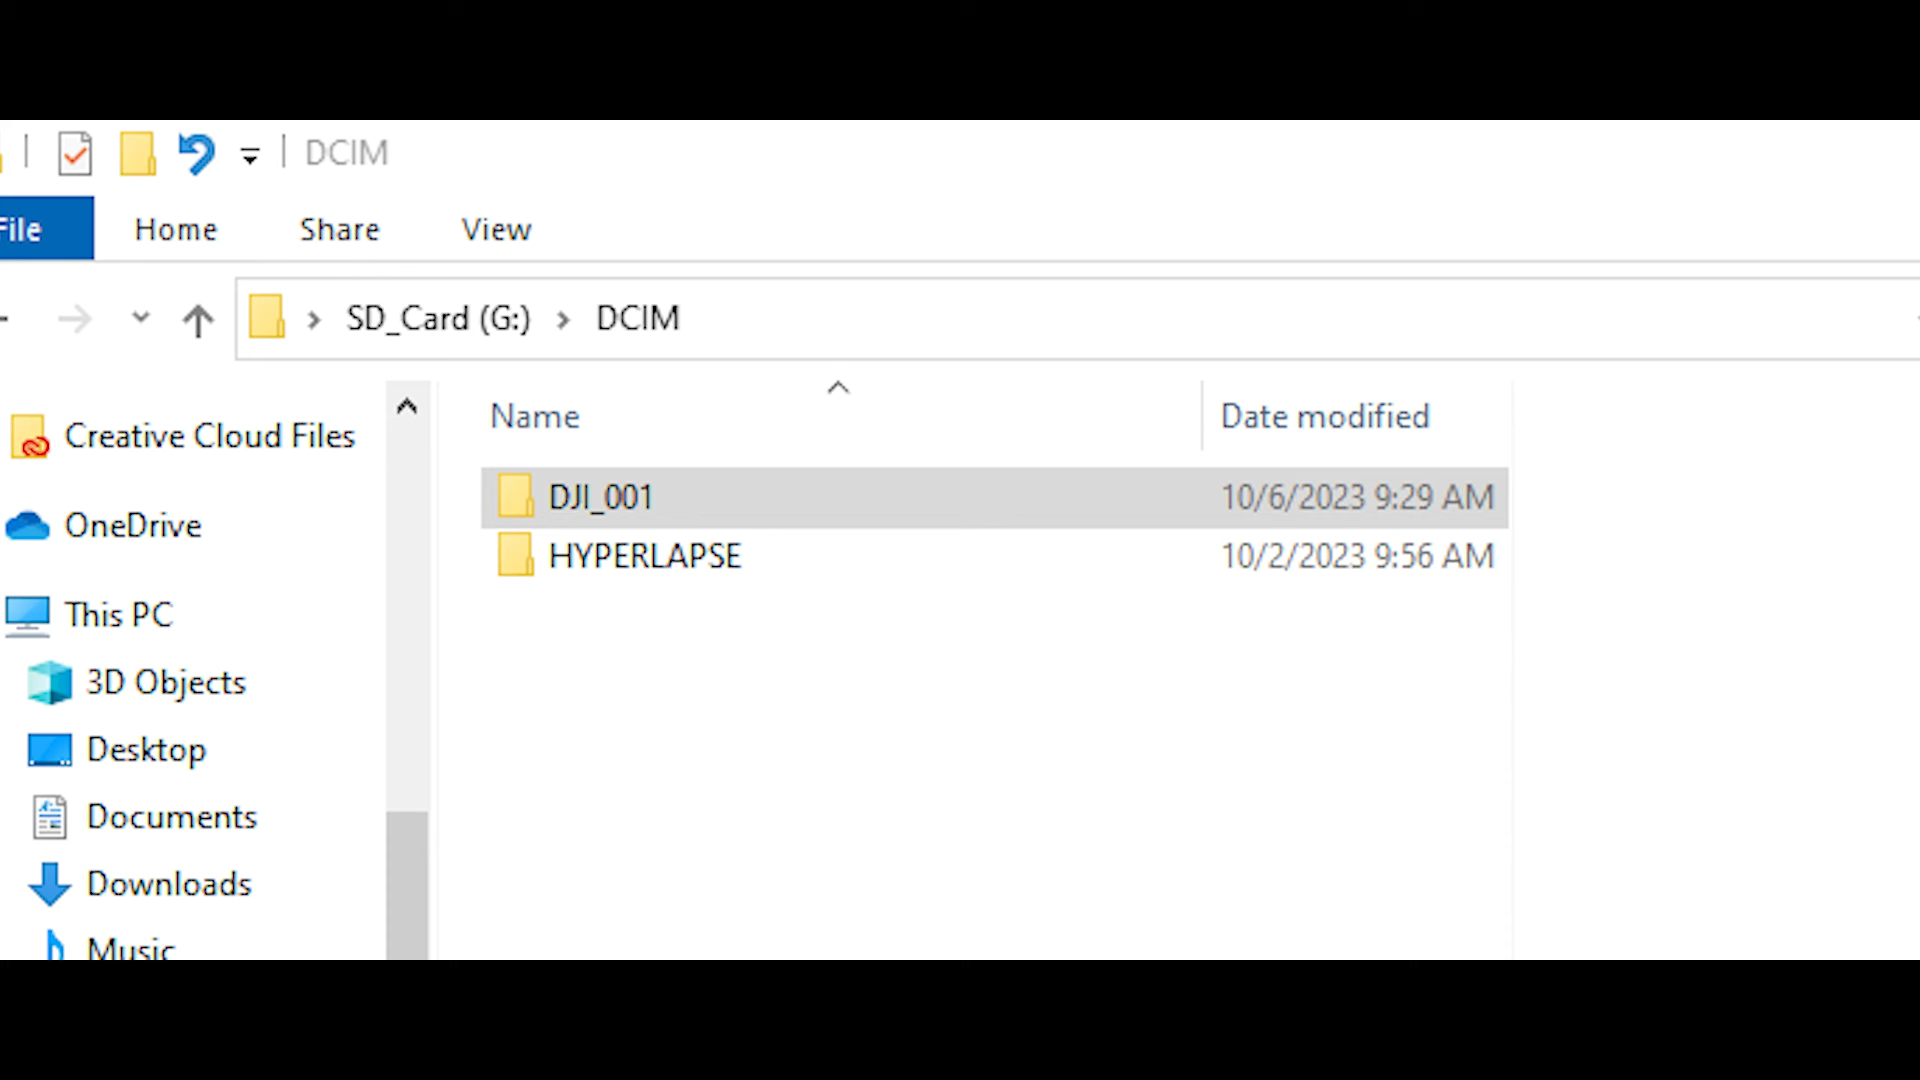 DCIM
File Home Share View
SD_Card (G:) DCIM
Name Date modified
Creative Cloud Files
DJI_001 10/6/2023 9:29 AM
OneDrive
HYPERLAPSE 10/2/2023 9:56 AM
This PC
3D Objects
Desktop
Documents
Downloads
Music